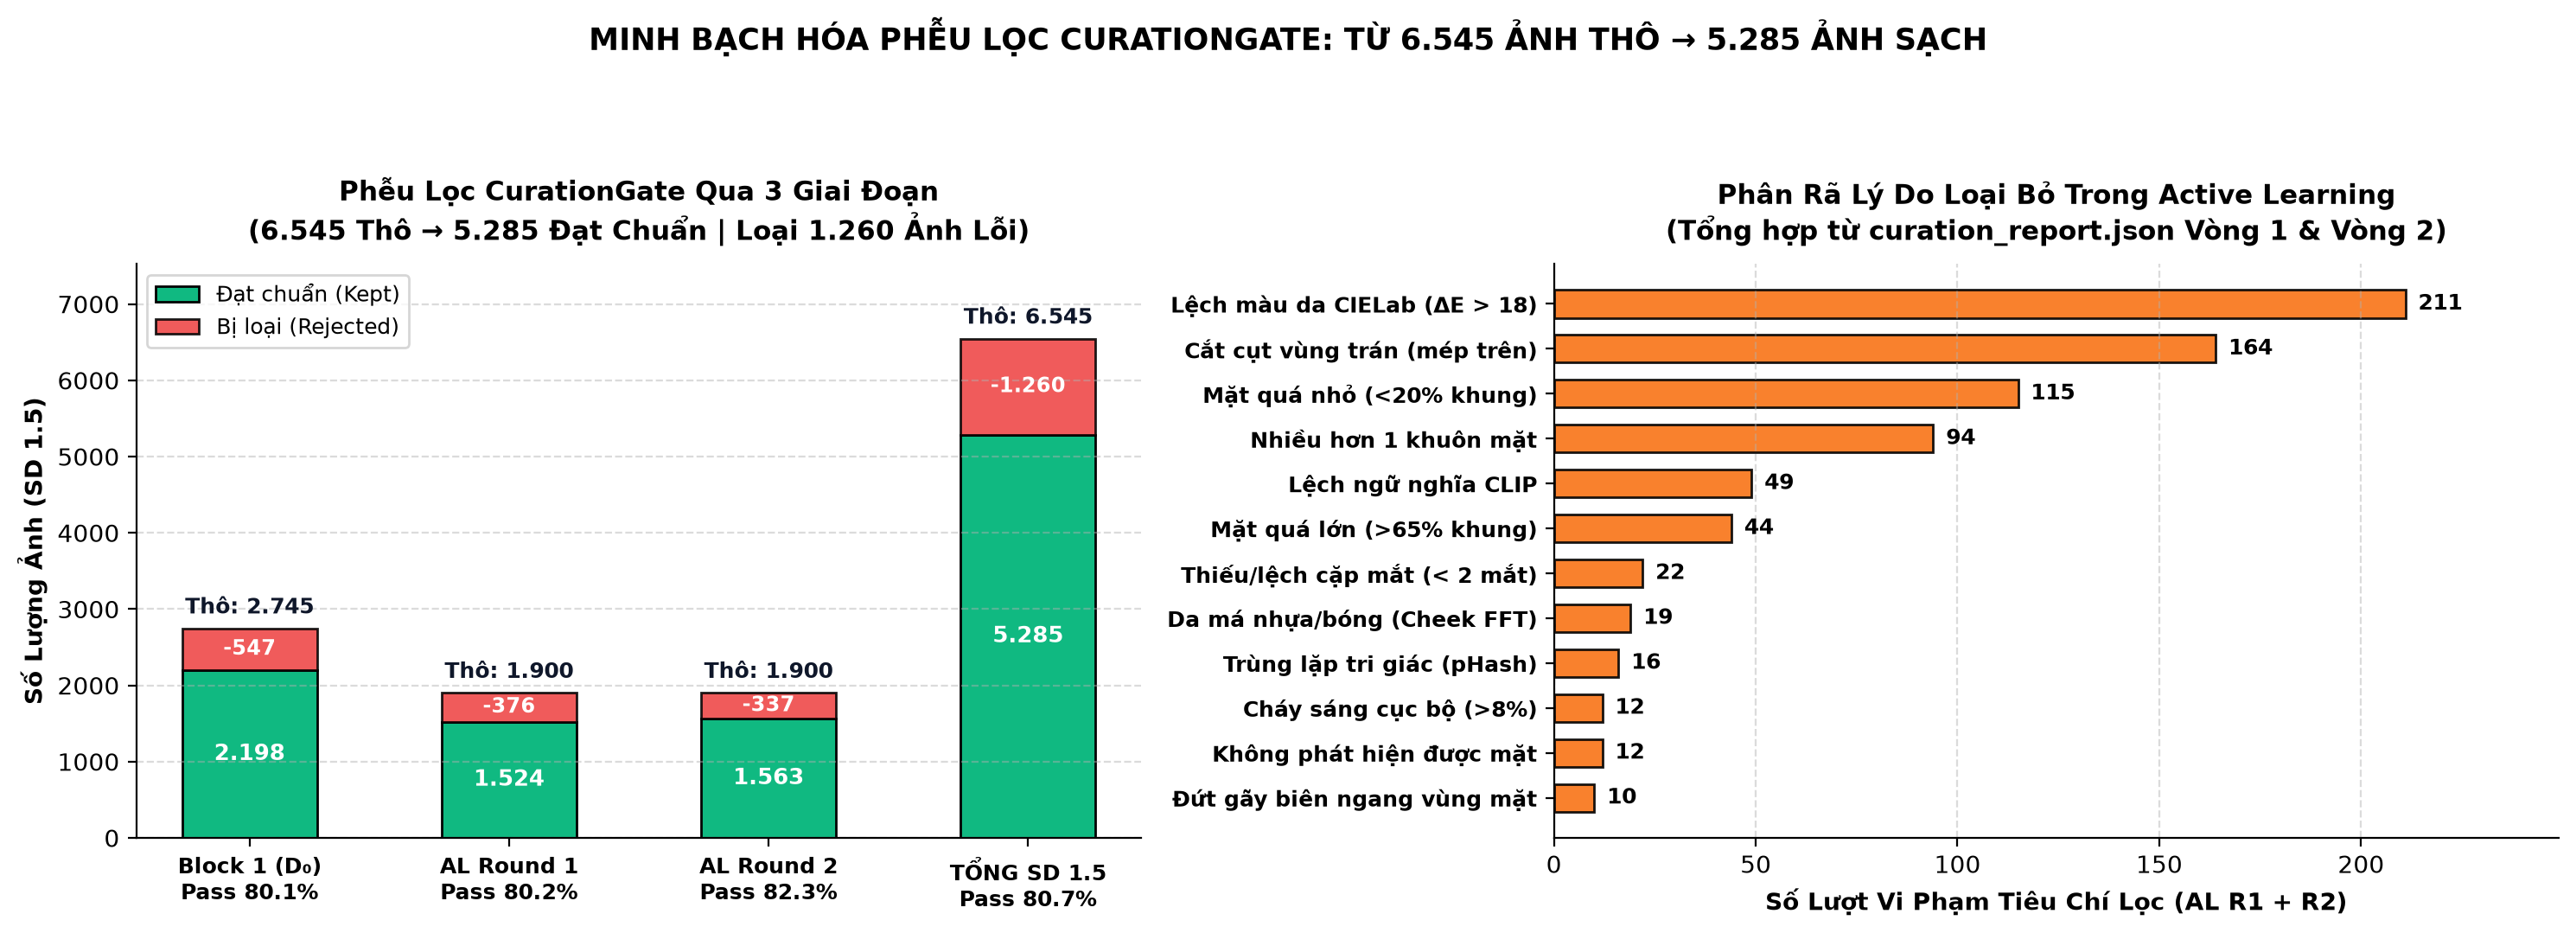 MINH BẠCH HÓA PHỄU LỌC CURATIONGATE: TỪ 6.545 ẢNH THÔ → 5.285 ẢNH SẠCH
Phễu Lọc CurationGate Qua 3 Giai Đoạn
(6.545 Thô → 5.285 Đạt Chuẩn | Loại 1.260 Ảnh Lỗi)
Đạt chuẩn (Kept)
Bị loại (Rejected)
Số Lượng Ảnh (SD 1.5)
7000
6000
5000
4000
3000
2000
1000
0
Thô: 2.745
-547
2.198
Thô: 1.900
-376
1.524
Thô: 1.900
-337
1.563
Thô: 6.545
-1.260
5.285
Block 1 (D₀)
Pass 80.1%
AL Round 1
Pass 80.2%
AL Round 2
Pass 82.3%
TỔNG SD 1.5
Pass 80.7%
Phân Rã Lý Do Loại Bỏ Trong Active Learning
(Tổng hợp từ curation_report.json Vòng 1 & Vòng 2)
Lệch màu da CIELab (ΔE > 18) 211
Cắt cụt vùng trán (mép trên) 164
Mặt quá nhỏ (<20% khung) 115
Nhiều hơn 1 khuôn mặt 94
Lệch ngữ nghĩa CLIP 49
Mặt quá lớn (>65% khung) 44
Thiếu/lệch cặp mắt (< 2 mắt) 22
Da má nhựa/bóng (Cheek FFT) 19
Trùng lặp tri giác (pHash) 16
Cháy sáng cục bộ (>8%) 12
Không phát hiện được mặt 12
Đứt gãy biên ngang vùng mặt 10
0 50 100 150 200
Số Lượt Vi Phạm Tiêu Chí Lọc (AL R1 + R2)